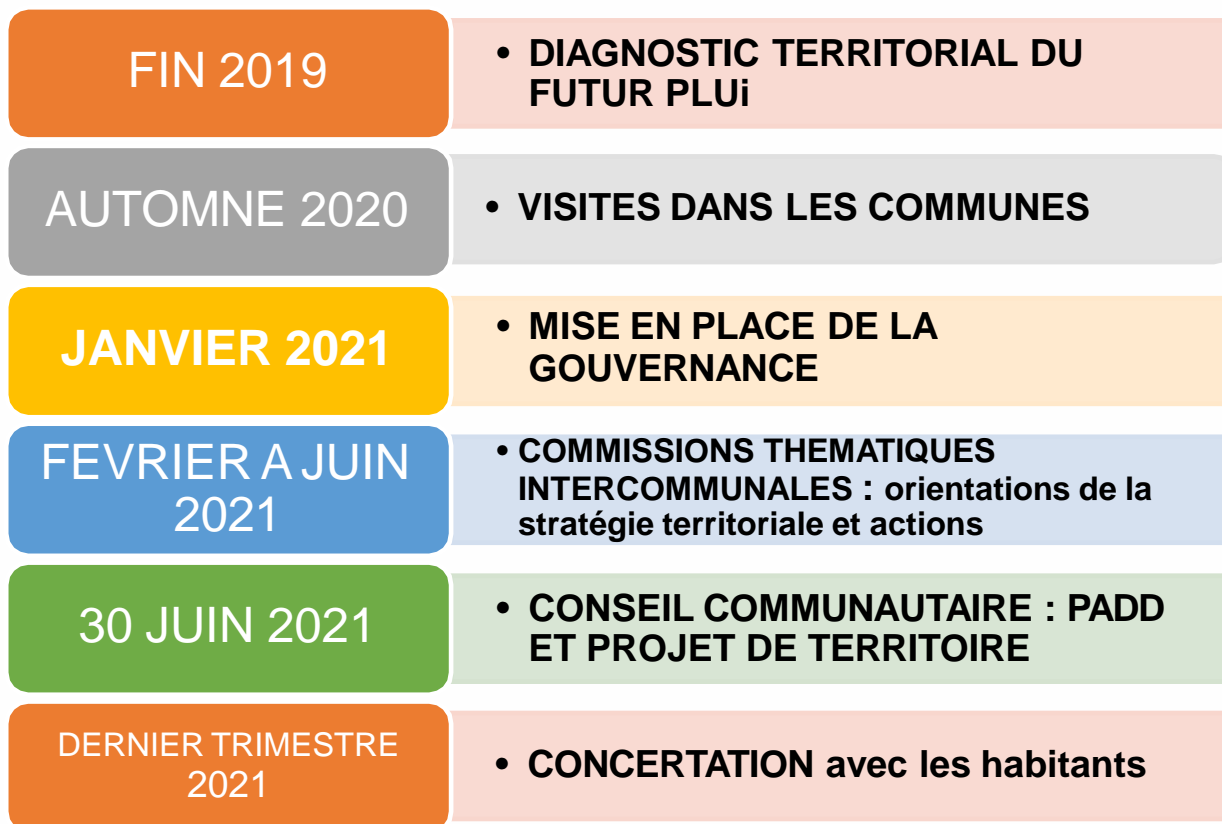 FIN 2019
• DIAGNOSTIC TERRITORIAL DU
FUTUR PLUi
AUTOMNE 2020
• VISITES DANS LES COMMUNES
JANVIER 2021
• MISE EN PLACE DE LA
GOUVERNANCE
FEVRIER A JUIN
2021
• COMMISSIONS THEMATIQUES
INTERCOMMUNALES : orientations de la
stratégie territoriale et actions
30 JUIN 2021
• CONSEIL COMMUNAUTAIRE : PADD
ET PROJET DE TERRITOIRE
DERNIER TRIMESTRE
2021
• CONCERTATION avec les habitants